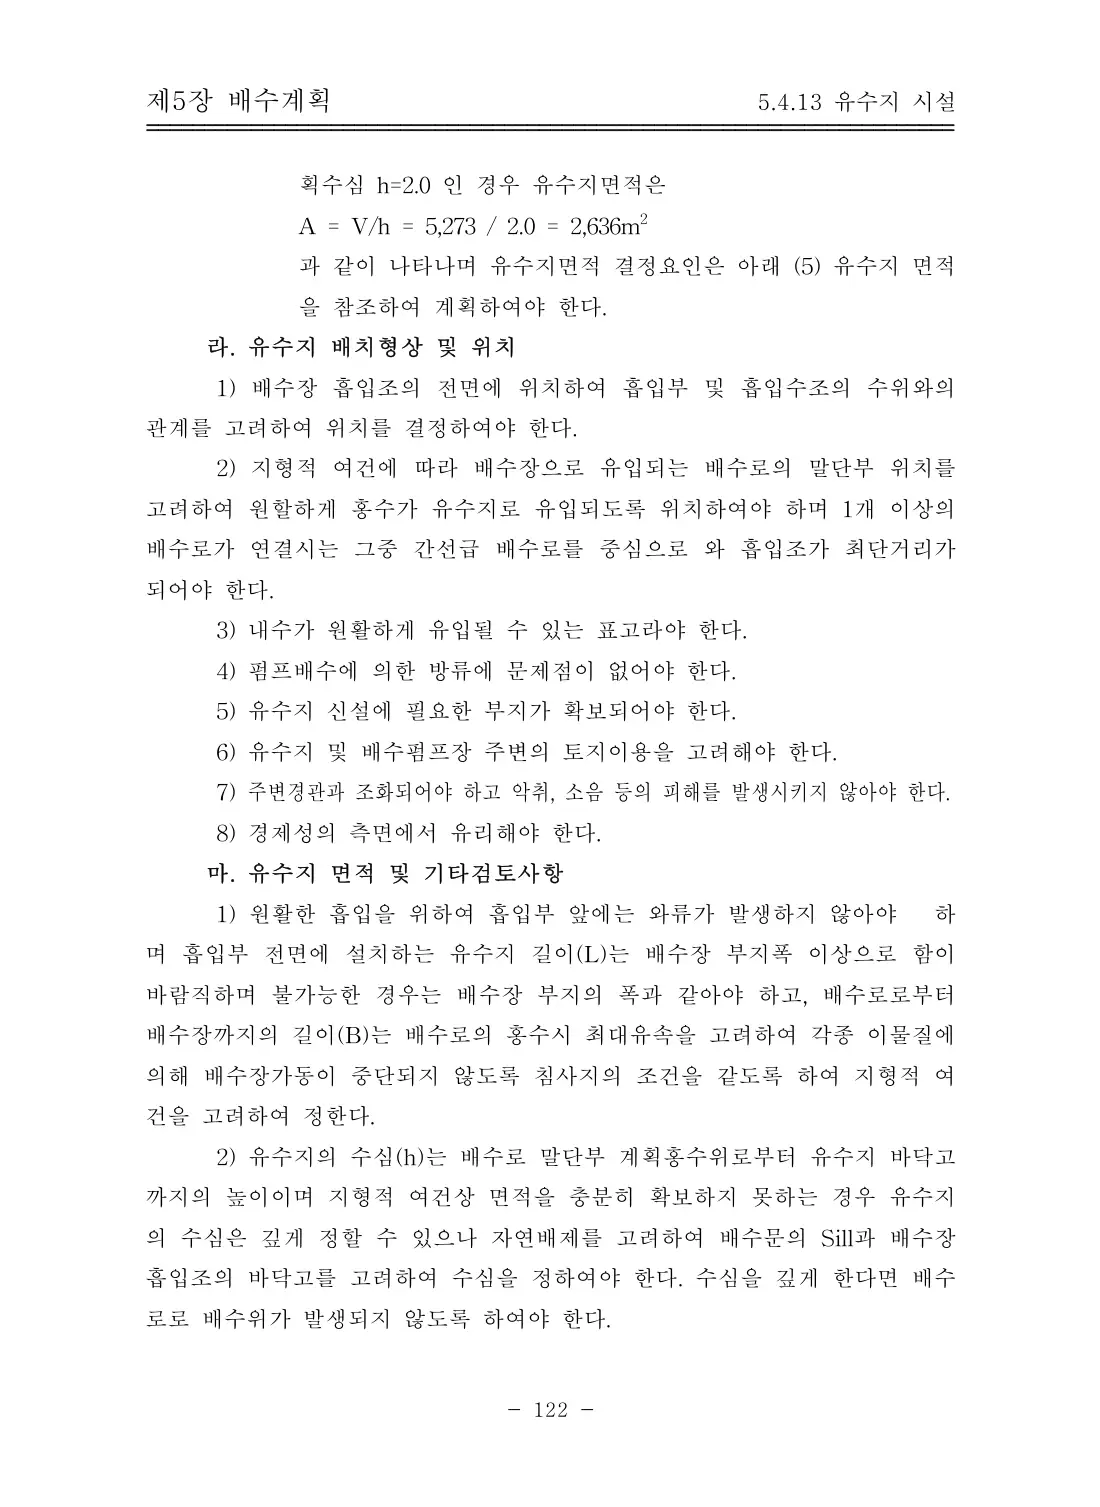 제5장 배수계획 5.4.13 유수지 시설
획수심 h=2.0 인 경우 유수지면적은
A = V/h = 5,273 / 2.0 = 2,636m²
과 같이 나타나며 유수지면적 결정요인은 아래 (5) 유수지 면적
을 참조하여 계획하여야 한다.
라. 유수지 배치형상 및 위치
1) 배수장 흡입조의 전면에 위치하여 흡입부 및 흡입수조의 수위와의
관계를 고려하여 위치를 결정하여야 한다.
2) 지형적 여건에 따라 배수장으로 유입되는 배수로의 말단부 위치를
고려하여 원할하게 홍수가 유수지로 유입되도록 위치하여야 하며 1개 이상의
배수로가 연결시는 그중 간선급 배수로를 중심으로 와 흡입조가 최단거리가
되어야 한다.
3) 내수가 원활하게 유입될 수 있는 표고라야 한다.
4) 펌프배수에 의한 방류에 문제점이 없어야 한다.
5) 유수지 신설에 필요한 부지가 확보되어야 한다.
6) 유수지 및 배수펌프장 주변의 토지이용을 고려해야 한다.
7) 주변경관과 조화되어야 하고 악취, 소음 등의 피해를 발생시키지 않아야 한다.
8) 경제성의 측면에서 유리해야 한다.
마. 유수지 면적 및 기타검토사항
1) 원활한 흡입을 위하여 흡입부 앞에는 와류가 발생하지 않아야 하
며 흡입부 전면에 설치하는 유수지 길이(L)는 배수장 부지폭 이상으로 함이
바람직하며 불가능한 경우는 배수장 부지의 폭과 같아야 하고, 배수로로부터
배수장까지의 길이(B)는 배수로의 홍수시 최대유속을 고려하여 각종 이물질에
의해 배수장가동이 중단되지 않도록 침사지의 조건을 같도록 하여 지형적 여
건을 고려하여 정한다.
2) 유수지의 수심(h)는 배수로 말단부 계획홍수위로부터 유수지 바닥고
까지의 높이이며 지형적 여건상 면적을 충분히 확보하지 못하는 경우 유수지
의 수심은 깊게 정할 수 있으나 자연배제를 고려하여 배수문의 Sill과 배수장
흡입조의 바닥고를 고려하여 수심을 정하여야 한다. 수심을 깊게 한다면 배수
로로 배수위가 발생되지 않도록 하여야 한다.
- 122 -